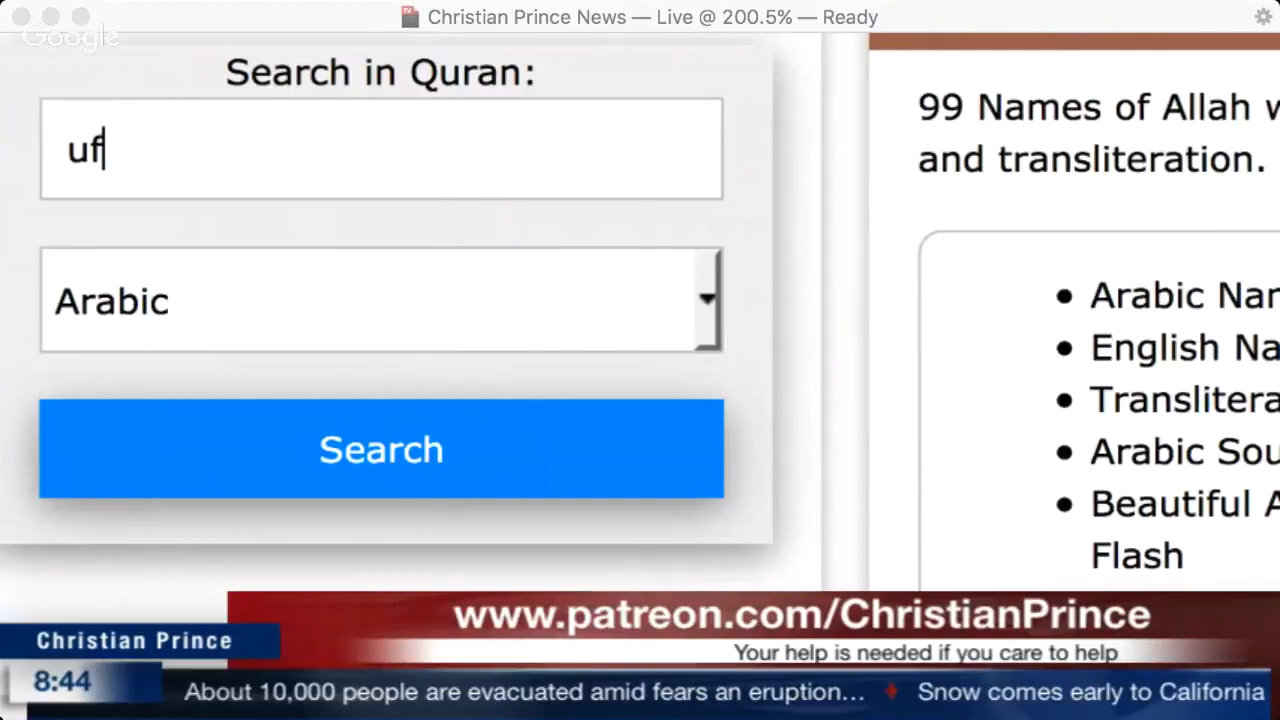 Christian Prince News — Live @ 200.5% — Ready
Google
Search in Quran:
uf
Arabic
Search
99 Names of Allah w
and transliteration.
Arabic Nan
English Na
Translitera
Arabic Sou
Beautiful A
Flash
www.patreon.com/ChristianPrince
Your help is needed if you care to help
Christian Prince
8:44
About 10,000 people are evacuated amid fears an eruption... ♦ Snow comes early to California